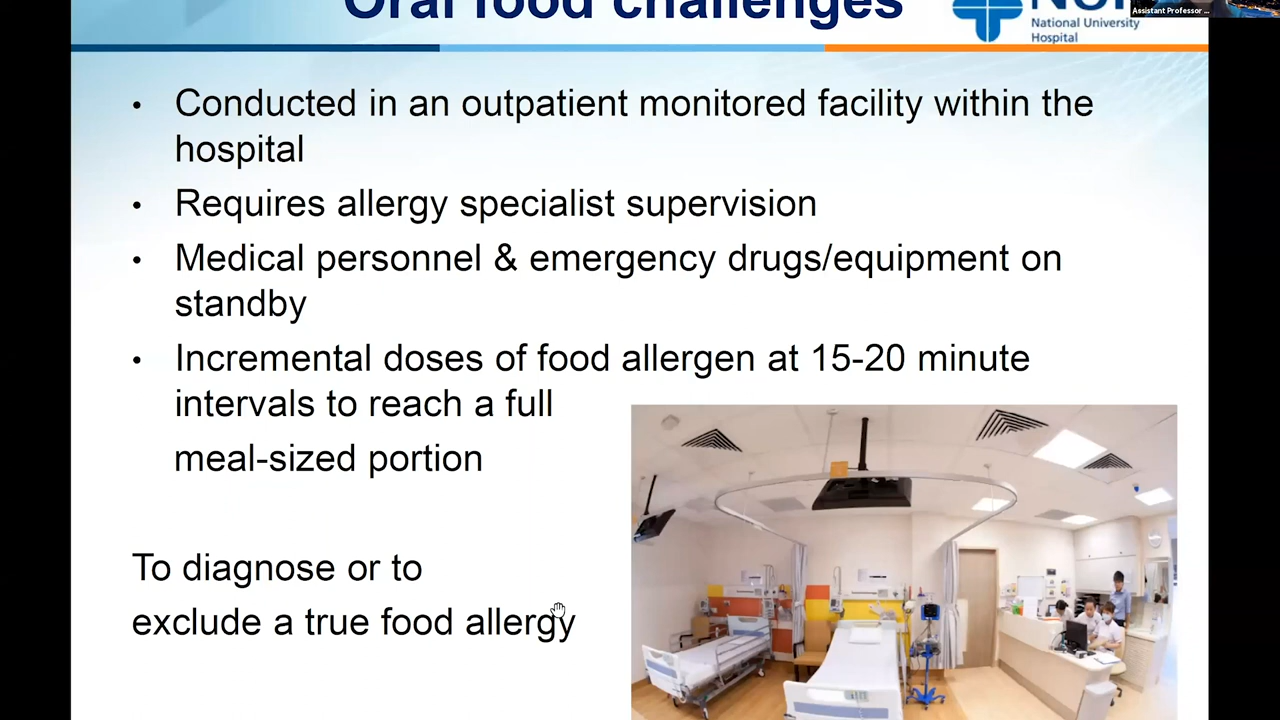 Oral food challenges
National University
Hospital
Assistant Professor ...
• Conducted in an outpatient monitored facility within the
hospital
• Requires allergy specialist supervision
• Medical personnel & emergency drugs/equipment on
standby
• Incremental doses of food allergen at 15-20 minute
intervals to reach a full
meal-sized portion
To diagnose or to
exclude a true food allergy